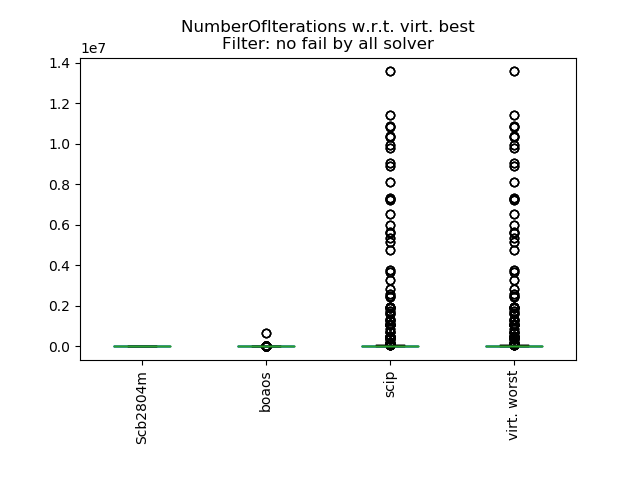 NumberOfIterations w.r.t. virt. best
Filter: no fail by all solver
1e7
1.4
1.2
1.0
0.8
0.6
0.4
0.2
0.0
Scb2804m
boaos
scip
virt. worst